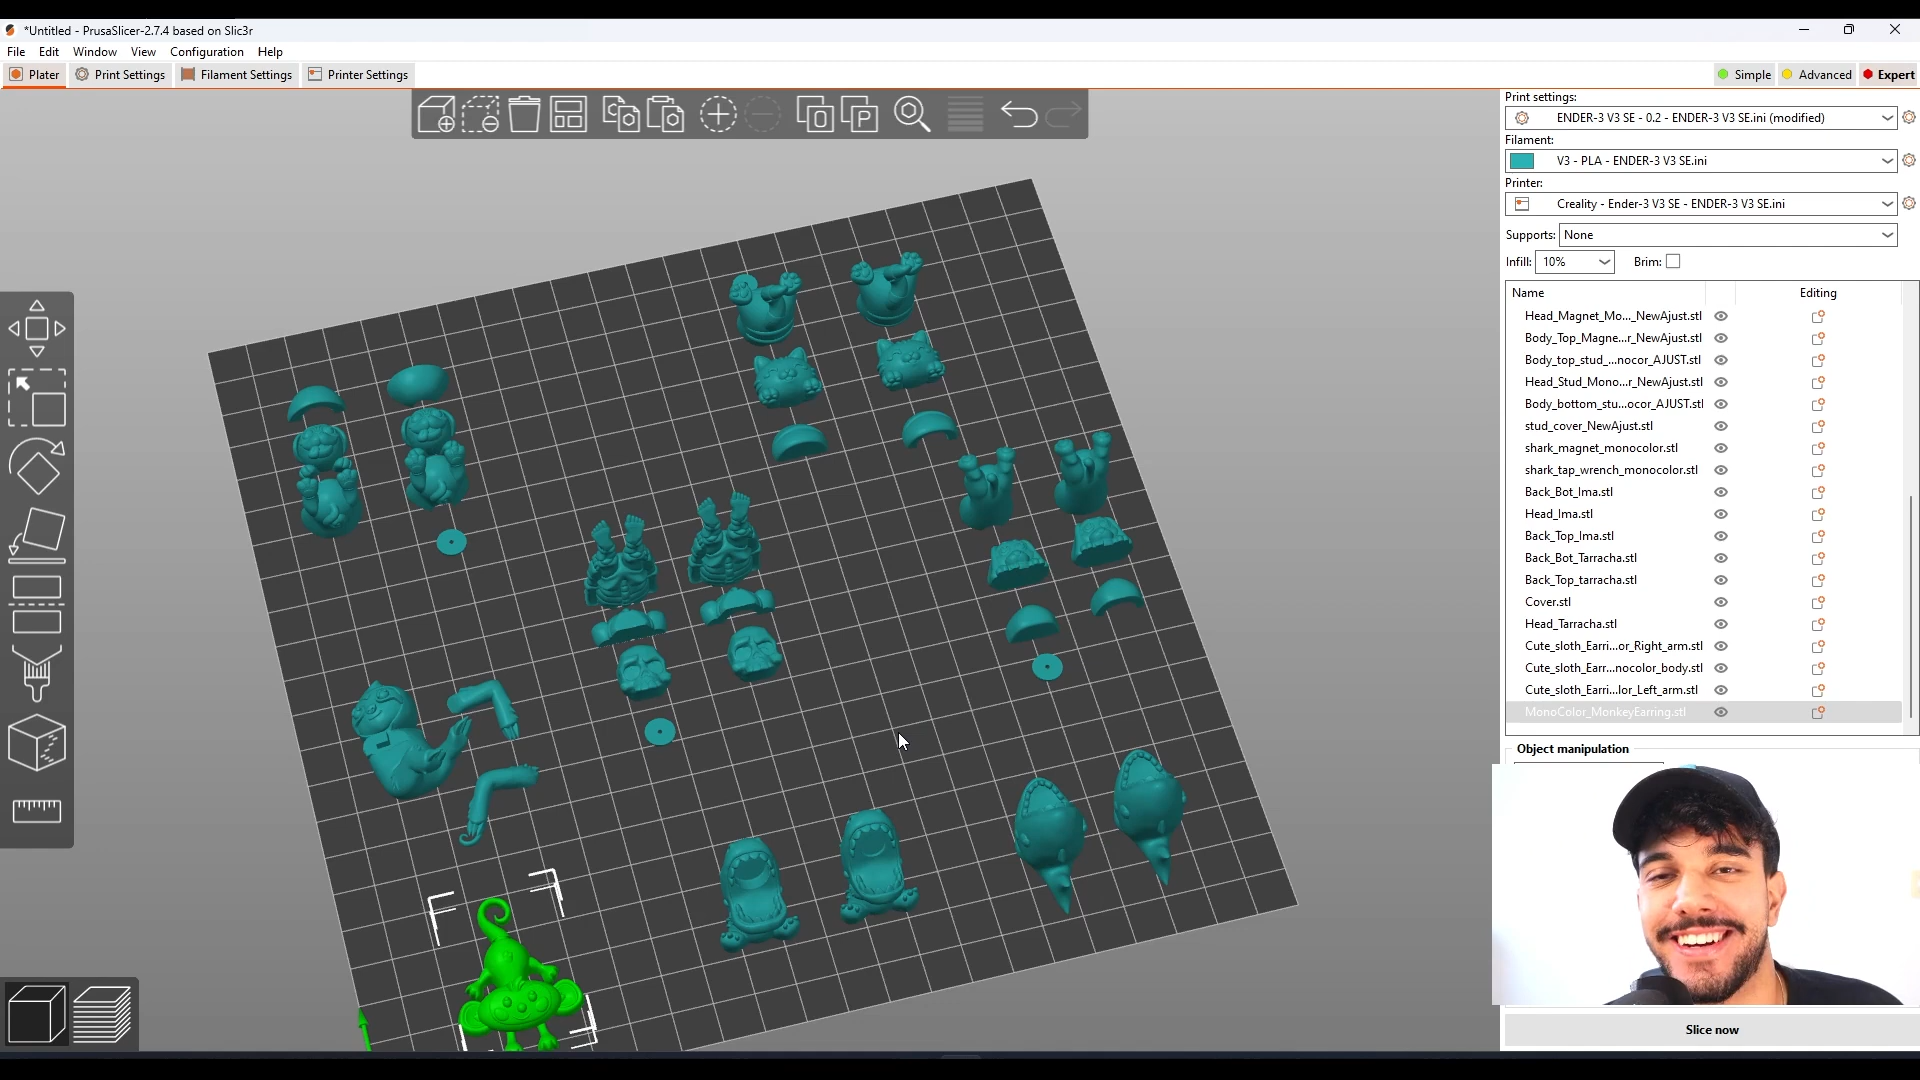 *Untitled - PrusaSlicer-2.7.4 based on Slic3r
File Edit Window View Configuration Help
Plater Print Settings Filament Settings Printer Settings
Simple Advanced Expert
Print settings:
ENDER-3 V3 SE - 0.2 - ENDER-3 V3 SE.ini (modified)
Filament:
V3 - PLA - ENDER-3 V3 SE.ini
Printer:
Creality - Ender-3 V3 SE - ENDER-3 V3 SE.ini
Supports: None
Infill: 10% Brim:
Name Editing
Head_Magnet_Mo..._NewAjust.stl
Body_Top_Magne...r_NewAjust.stl
Body_top_stud_...nocor_AJUST.stl
Head_Stud_Mono...r_NewAjust.stl
Body_bottom_stu...ocor_AJUST.stl
stud_cover_NewAjust.stl
shark_magnet_monocolor.stl
shark_tap_wrench_monocolor.stl
Back_Bot_Ima.stl
Head_Ima.stl
Back_Top_Ima.stl
Back_Bot_Tarracha.stl
Back_Top_tarracha.stl
Cover.stl
Head_Tarracha.stl
Cute_sloth_Earri...or_Right_arm.stl
Cute_sloth_Earr...nocolor_body.stl
Cute_sloth_Earri...lor_Left_arm.stl
MonoColor_MonkeyEarring.stl
Object manipulation
Slice now